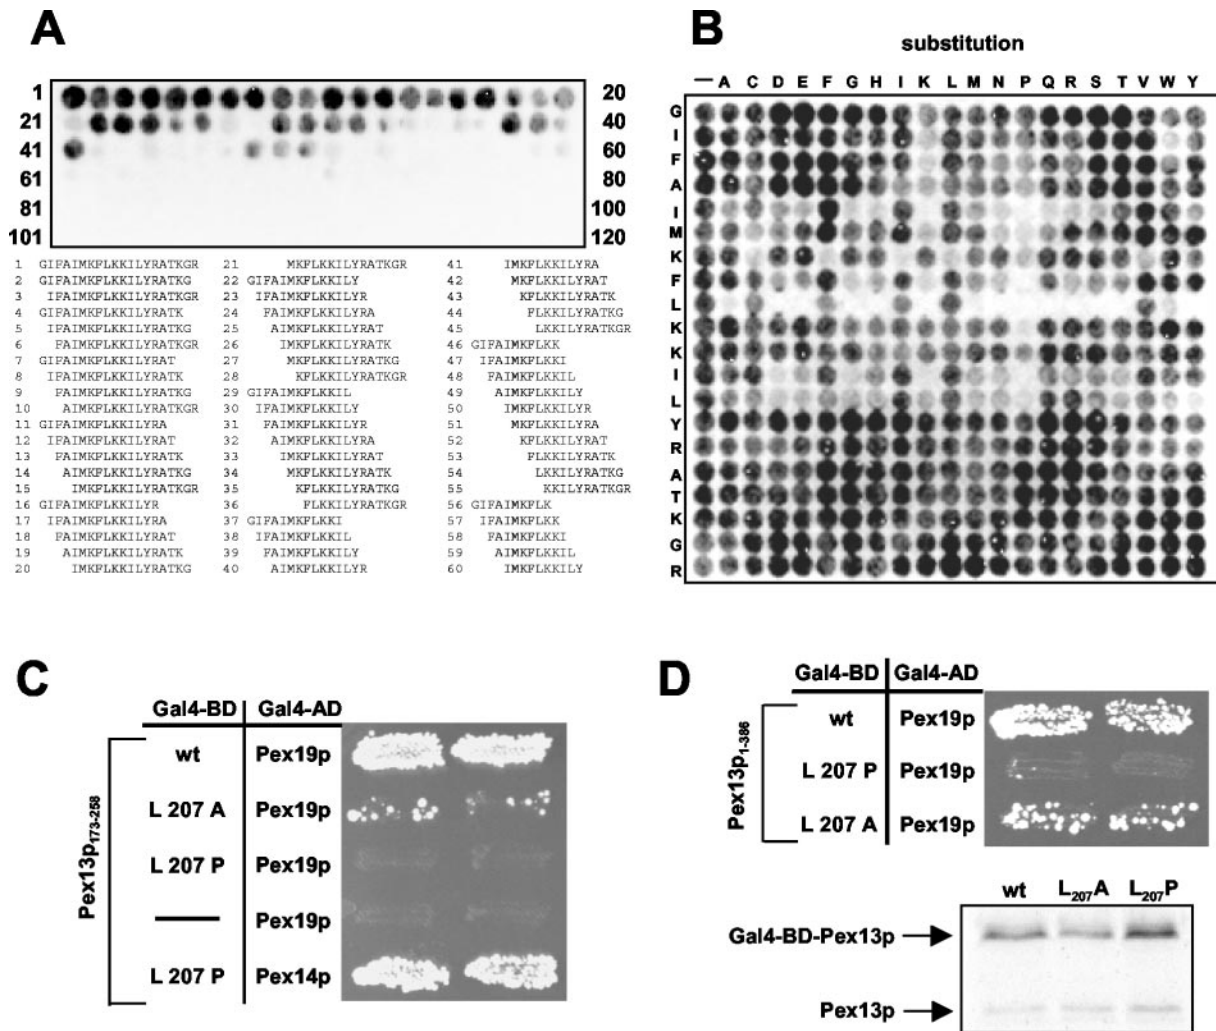 A
1 20
21 40
41 60
61 80
81 100
101 120
1 GIFAIMKFLKKILYRATKGR 21 MKFLKKILYRATKGR 41 IMKFLKKILYRA
2 GIFAIMKFLKKILYRATKG 22 GIFAIMKFLKKILY 42 MKFLKKILYRAT
3 IFAIMKFLKKILYRATKGR 23 IFAIMKFLKKILYR 43 KFLKKILYRATK
4 GIFAIMKFLKKILYRATK 24 FAIMKFLKKILYRA 44 FLKKILYRATKG
5 IFAIMKFLKKILYRATKG 25 AIMKFLKKILYRAT 45 LKKILYRATKGR
6 FAIMKFLKKILYRATKGR 26 IMKFLKKILYRATK 46 GIFAIMKFLKK
7 GIFAIMKFLKKILYRAT 27 MKFLKKILYRATKG 47 IFAIMKFLKKI
8 IFAIMKFLKKILYRATK 28 KFLKKILYRATKGR 48 FAIMKFLKKIL
9 FAIMKFLKKILYRATKG 29 GIFAIMKFLKKIL 49 AIMKFLKKILY
10 AIMKFLKKILYRATKGR 30 IFAIMKFLKKILY 50 IMKFLKKILYR
11 GIFAIMKFLKKILYRA 31 FAIMKFLKKILYR 51 MKFLKKILYRA
12 IFAIMKFLKKILYRAT 32 AIMKFLKKILYRA 52 KFLKKILYRAT
13 FAIMKFLKKILYRATK 33 IMKFLKKILYRAT 53 FLKKILYRATK
14 AIMKFLKKILYRATKG 34 MKFLKKILYRATKG 54 LKKILYRATKG
15 IMKFLKKILYRATKGR 35 KFLKKILYRATKG 55 KKILYRATKGR
16 GIFAIMKFLKKILYR 36 FLKKILYRATKGR 56 GIFAIMKFLK
17 IFAIMKFLKKILYRA 37 GIFAIMKFLKKI 57 IFAIMKFLKK
18 FAIMKFLKKILYRAT 38 IFAIMKFLKKIL 58 FAIMKFLKKI
19 AIMKFLKKILYRATK 39 FAIMKFLKKILY 59 AIMKFLKKIL
20 IMKFLKKILYRATKG 40 AIMKFLKKILYR 60 IMKFLKKILY
B
substitution
— A C D E F G H I K L M N P Q R S T V W Y
G
I
F
A
I
M
K
F
L
K
K
I
L
Y
R
A
T
K
G
R
C
Gal4-BD Gal4-AD
Pex13p173-258
wt Pex19p
L 207 A Pex19p
L 207 P Pex19p
— Pex19p
L 207 P Pex14p
D
Gal4-BD Gal4-AD
Pex13p1-386
wt Pex19p
L 207 P Pex19p
L 207 A Pex19p
wt L207A L207P
Gal4-BD-Pex13p
Pex13p